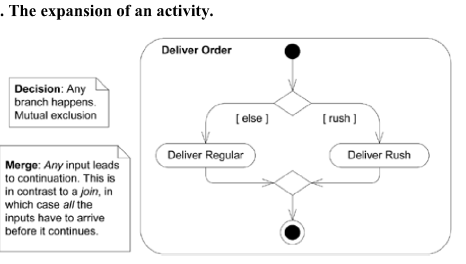 . The expansion of an activity.
Deliver Order
Decision: Any
branch happens.
Mutual exclusion
[ else ]
[ rush ]
Deliver Regular
Deliver Rush
Merge: Any input leads
to continuation. This is
in contrast to a join, in
which case all the
inputs have to arrive
before it continues.